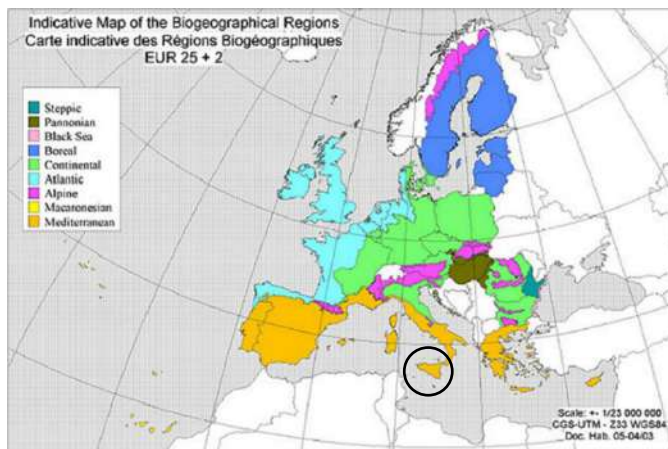 Indicative Map of the Biogeographical Regions
Carte indicative des Régions Biogéographiques
EUR 25 + 2
Steppic
Pannonian
Black Sea
Boreal
Continental
Atlantic
Alpine
Macaronesian
Mediterranean
Scale: +- 1/23 000 000
CGS-UTM - Z33 WGS84
Doc. Hab. 05-04/03